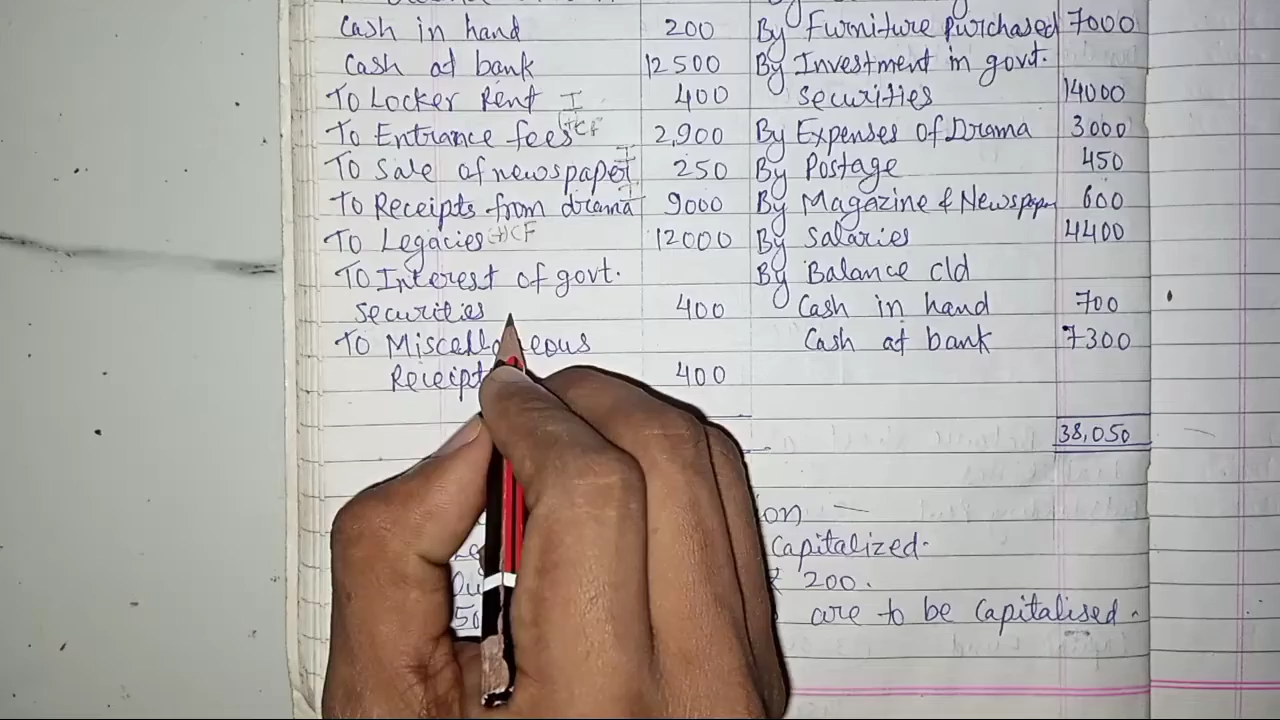 Cash in hand 200 By Furniture Purchased 7000
Cash at bank 12500 By Investment in govt.
To Locker Rent I 400 Securities 14000
To Entrance fees 2,900 By Expenses of Drama 3000
To Sale of newspaper I 250 By Postage 450
To Receipts from drama I 9000 By Magazine & Newspaper 600
To Legacies (+) CF 12000 By Salaries 4400
To Interest of govt. By Balance c/d
Securities 400 Cash in hand 700
To Miscellaneous Cash at bank 7300
Receipt 400
38,050
on
Capitalized.
₹ 200.
50 are to be Capitalised.